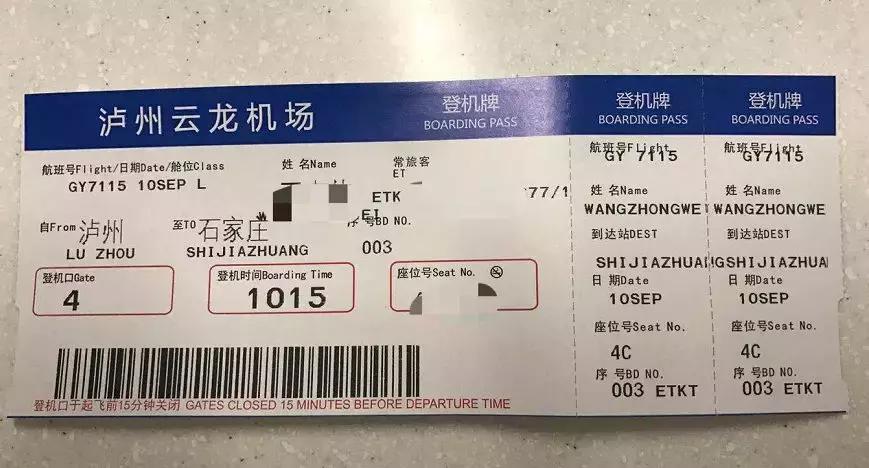 泸州云龙机场
登机牌
BOARDING PASS
航班号Flight/日期Date/舱位Class
姓 名Name
常旅客
GY7115 10SEP L
ET
ETK
77/1
自From 泸州
至TO 石家庄
序 号BD NO.
LU ZHOU
SHIJIAZHUANG
003
登机口Gate
4
登机时间Boarding Time
1015
座位号Seat No.
登机口于起飞前15分钟关闭 GATES CLOSED 15 MINUTES BEFORE DEPARTURE TIME
登机牌
BOARDING PASS
航班号Flight
GY 7115
姓 名Name
WANGZHONGWE
到达站DEST
SHIJIAZHUA
日 期Date
10SEP
座位号Seat No.
4C
序 号BD NO.
003 ETKT
登机牌
BOARDING PASS
航班号Flight
GY7115
姓 名Name
WANGZHONGWE
到达站DEST
GSHIJIAZHUA
日 期Date
10SEP
座位号Seat No.
4C
序 号BD NO.
003 ETKT